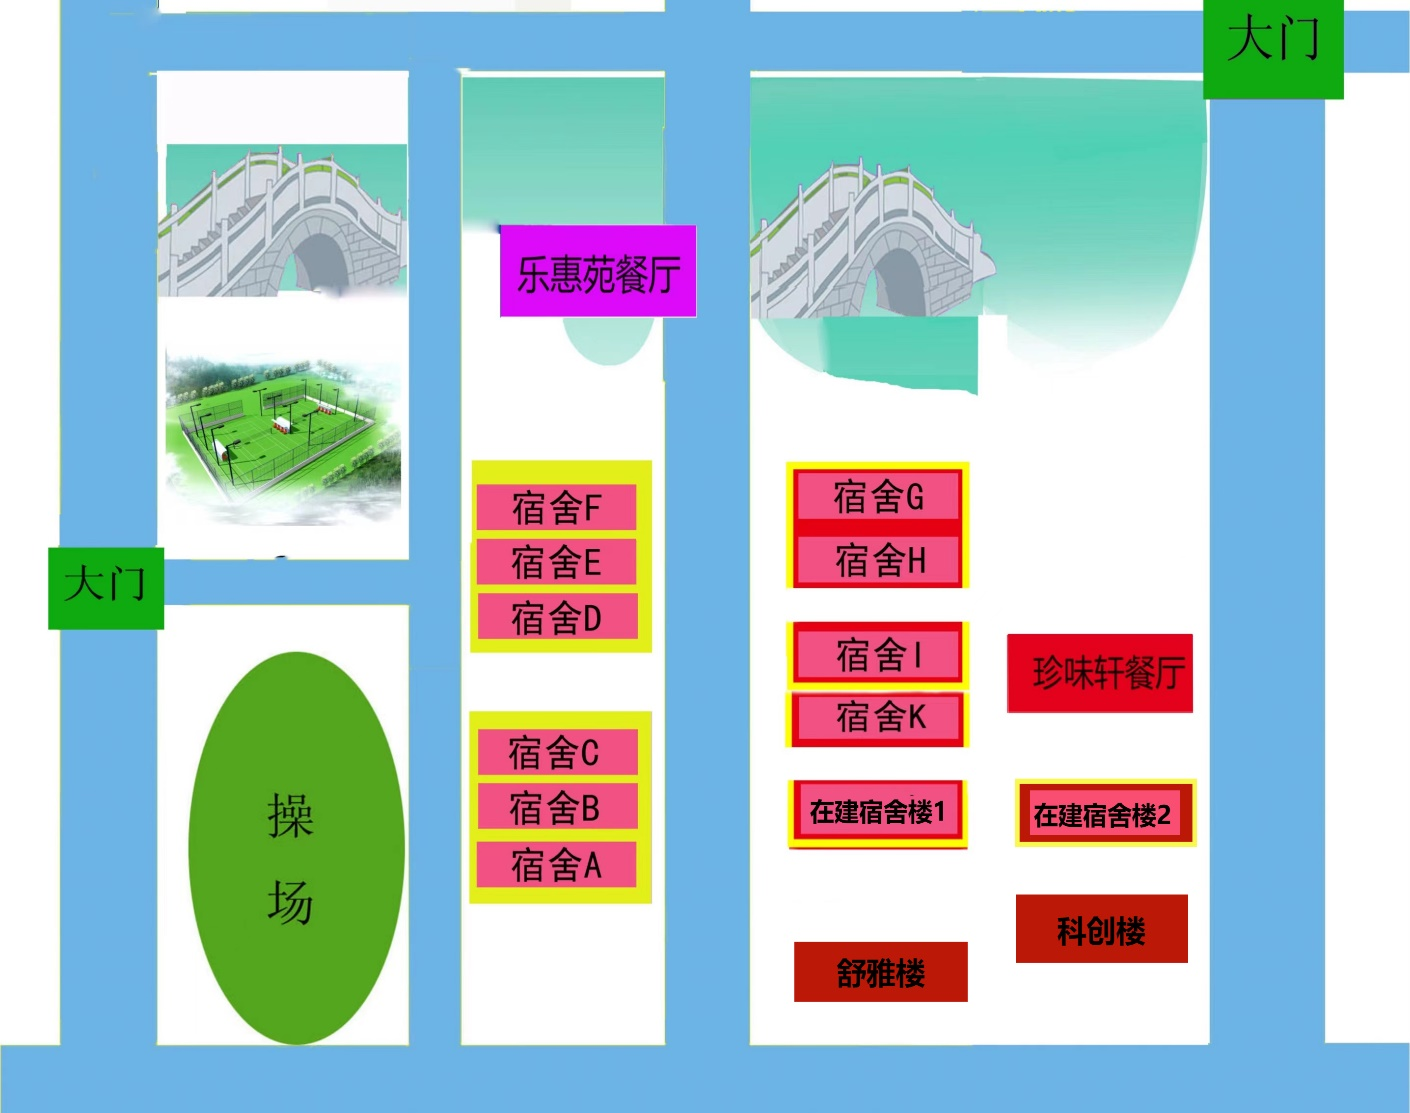 大门
乐惠苑餐厅
宿舍F
宿舍E
宿舍D
宿舍G
宿舍H
大门
宿舍I
宿舍K
珍味轩餐厅
宿舍C
宿舍B
宿舍A
操
场
在建宿舍楼1
在建宿舍楼2
科创楼
舒雅楼